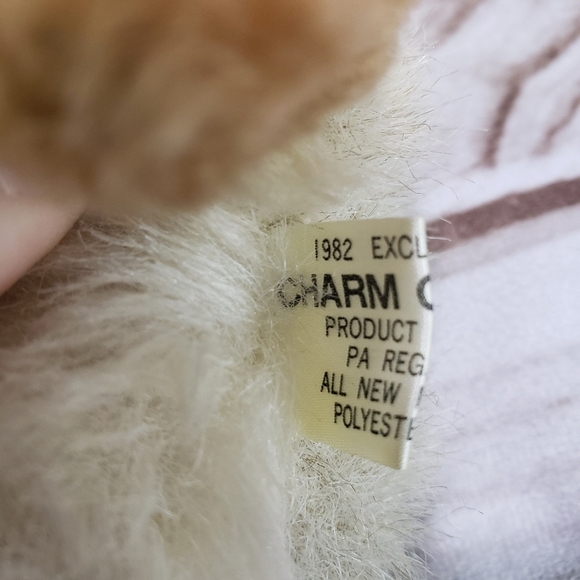 1982 EXCL
CHARM C
PRODUCT
PA REG
ALL NEW
POLYESTE